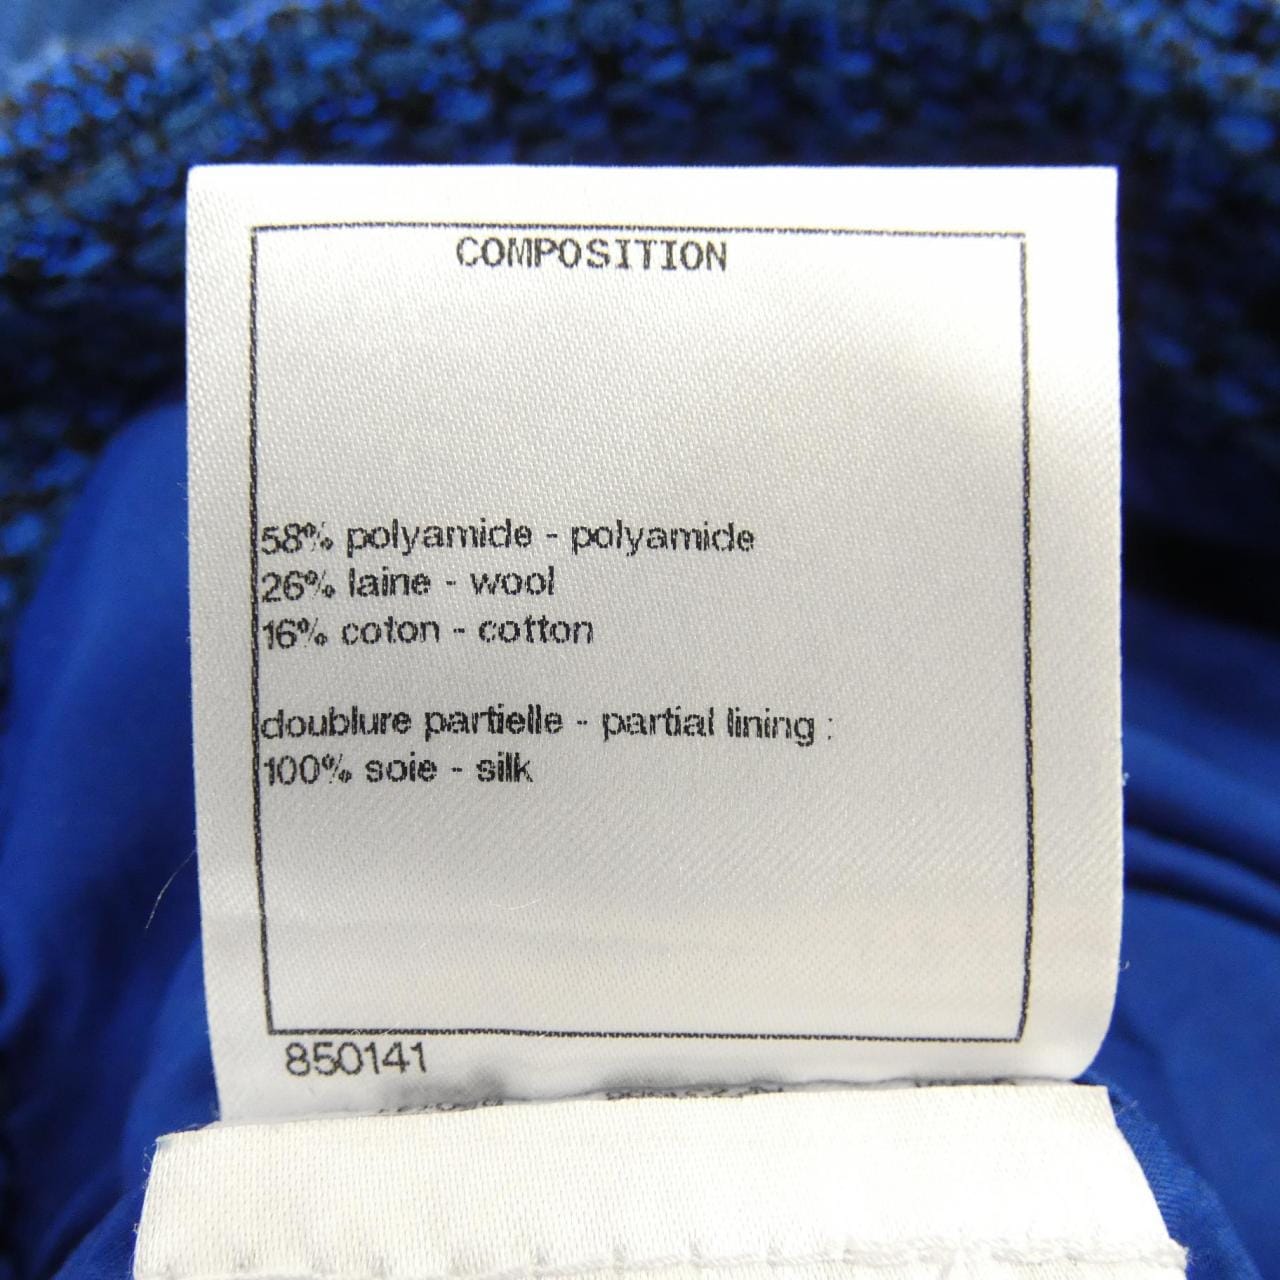 COMPOSITION
58% polyamide - polyamide
26% laine - wool
16% coton - cotton
doublure partielle - partial lining :
100% soie - silk
850141